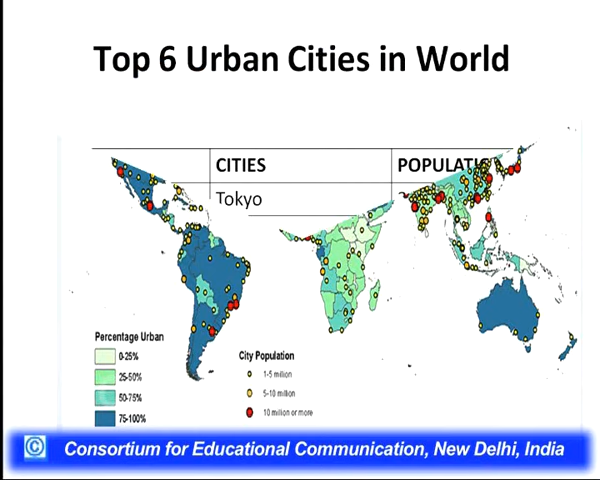 Top 6 Urban Cities in World
CITIES
Tokyo
Percentage Urban
0-25%
25-50%
50-75%
75-100%
City Population
1-5 million
5-10 million
10 million or more
© Consortium for Educational Communication, New Delhi, India